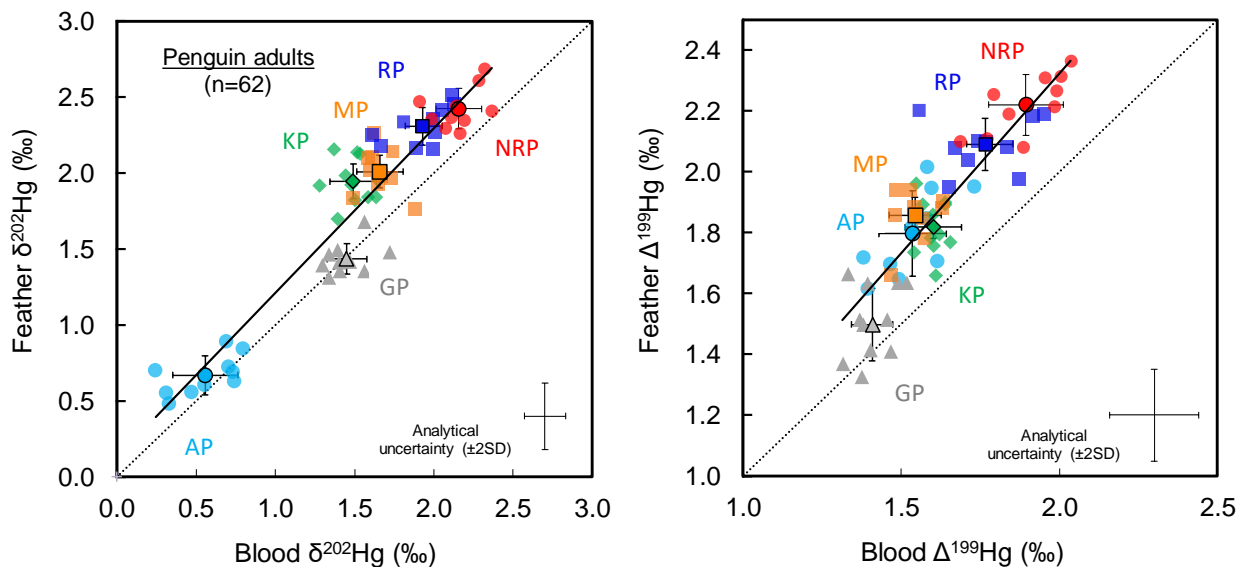 Penguin adults
(n=62)
RP
MP
KP
NRP
GP
AP
Analytical
uncertainty (±2SD)
3.0
2.5
2.0
1.5
1.0
0.5
0.0
0.0 0.5 1.0 1.5 2.0 2.5 3.0
Feather δ²⁰²Hg (‰)
Blood δ²⁰²Hg (‰)
NRP
RP
MP
AP
KP
GP
Analytical
uncertainty (±2SD)
2.4
2.2
2.0
1.8
1.6
1.4
1.2
1.0
1.0 1.5 2.0 2.5
Feather Δ¹⁹⁹Hg (‰)
Blood Δ¹⁹⁹Hg (‰)